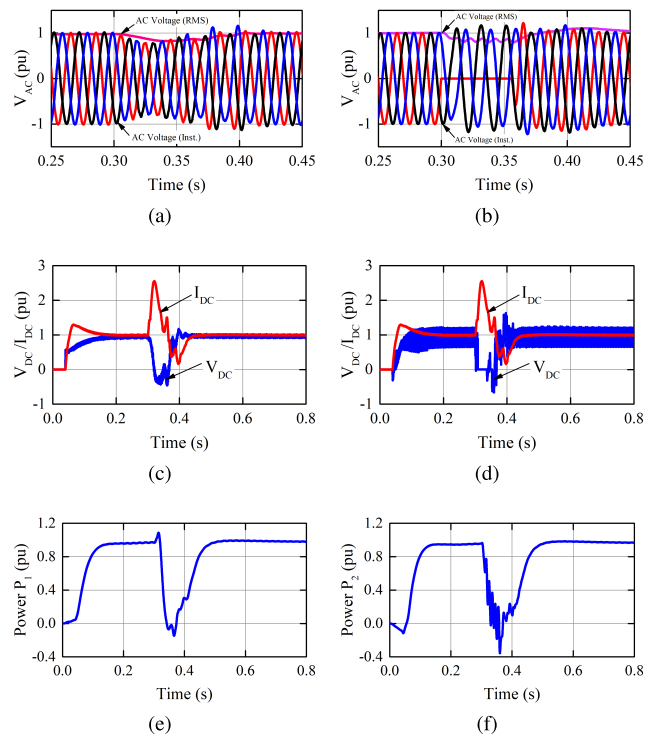 AC Voltage (RMS)
V_AC (pu)
1
0
-1
AC Voltage (Inst.)
0.25 0.30 0.35 0.40 0.45
Time (s)
(a)
AC Voltage (RMS)
V_AC (pu)
1
0
-1
AC Voltage (Inst.)
0.25 0.30 0.35 0.40 0.45
Time (s)
(b)
V_DC/I_DC (pu)
3
2
1
0
-1
I_DC
V_DC
0.0 0.2 0.4 0.6 0.8
Time (s)
(c)
V_DC/I_DC (pu)
3
2
1
0
-1
I_DC
V_DC
0.0 0.2 0.4 0.6 0.8
Time (s)
(d)
Power P_1 (pu)
1.2
0.8
0.4
0.0
-0.4
0.0 0.2 0.4 0.6 0.8
Time (s)
(e)
Power P_2 (pu)
1.2
0.8
0.4
0.0
-0.4
0.0 0.2 0.4 0.6 0.8
Time (s)
(f)